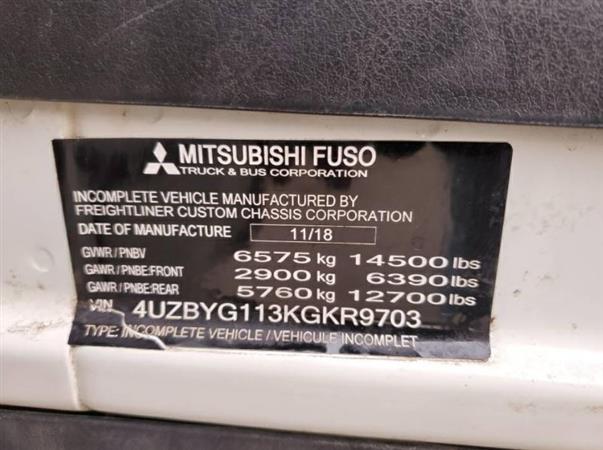 MITSUBISHI FUSO
TRUCK & BUS CORPORATION
INCOMPLETE VEHICLE MANUFACTURED BY
FREIGHTLINER CUSTOM CHASSIS CORPORATION
DATE OF MANUFACTURE 11/18
GVWR/PNBV 6575 kg 14500 lbs
GAWR/PNBE:FRONT 2900 kg 6390 lbs
GAWR/PNBE:REAR 5760 kg 12700 lbs
VIN 4UZBYG113KGKR9703
TYPE: INCOMPLETE VEHICLE / VEHICULE INCOMPLET